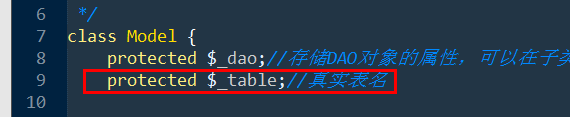 6 */
7 class Model {
8 protected $_dao;//存储DAO对象的属性，可以在子类
9 protected $_table;//真实表名
10